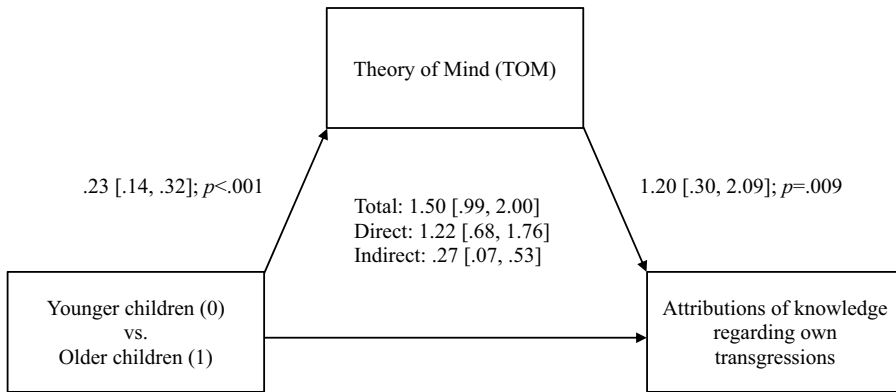 Theory of Mind (TOM)
.23 [.14, .32]; p<.001
1.20 [.30, 2.09]; p=.009
Total: 1.50 [.99, 2.00]
Direct: 1.22 [.68, 1.76]
Indirect: .27 [.07, .53]
Younger children (0)
vs.
Older children (1)
Attributions of knowledge
regarding own
transgressions